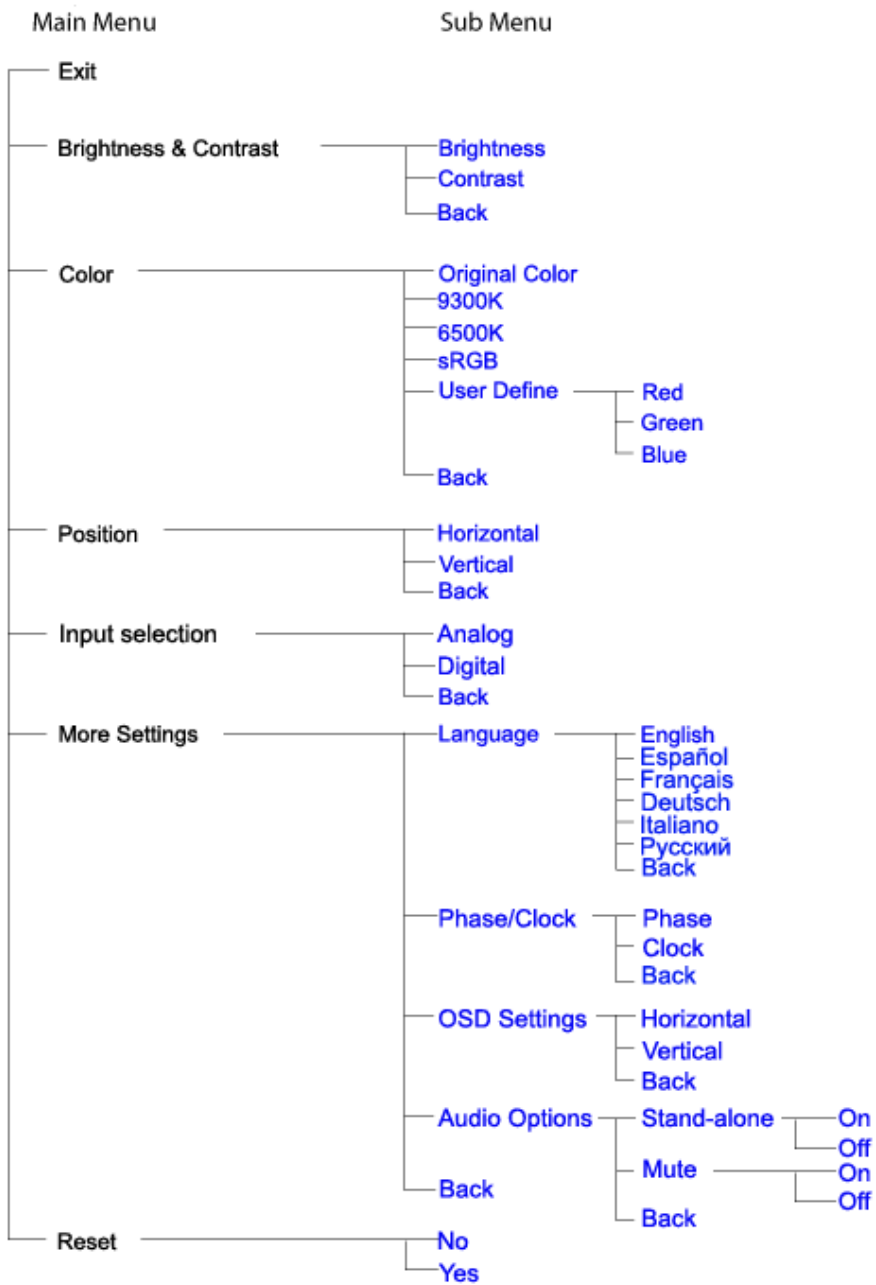 Main Menu Sub Menu
Exit
Brightness & Contrast Brightness
Contrast
Back
Color Original Color
9300K
6500K
sRGB
User Define Red
Green
Blue
Back
Position Horizontal
Vertical
Back
Input selection Analog
Digital
Back
More Settings Language English
Español
Français
Deutsch
Italiano
Русский
Back
Phase/Clock Phase
Clock
Back
OSD Settings Horizontal
Vertical
Back
Audio Options Stand-alone On
Off
Mute On
Off
Back
Back
Reset No
Yes